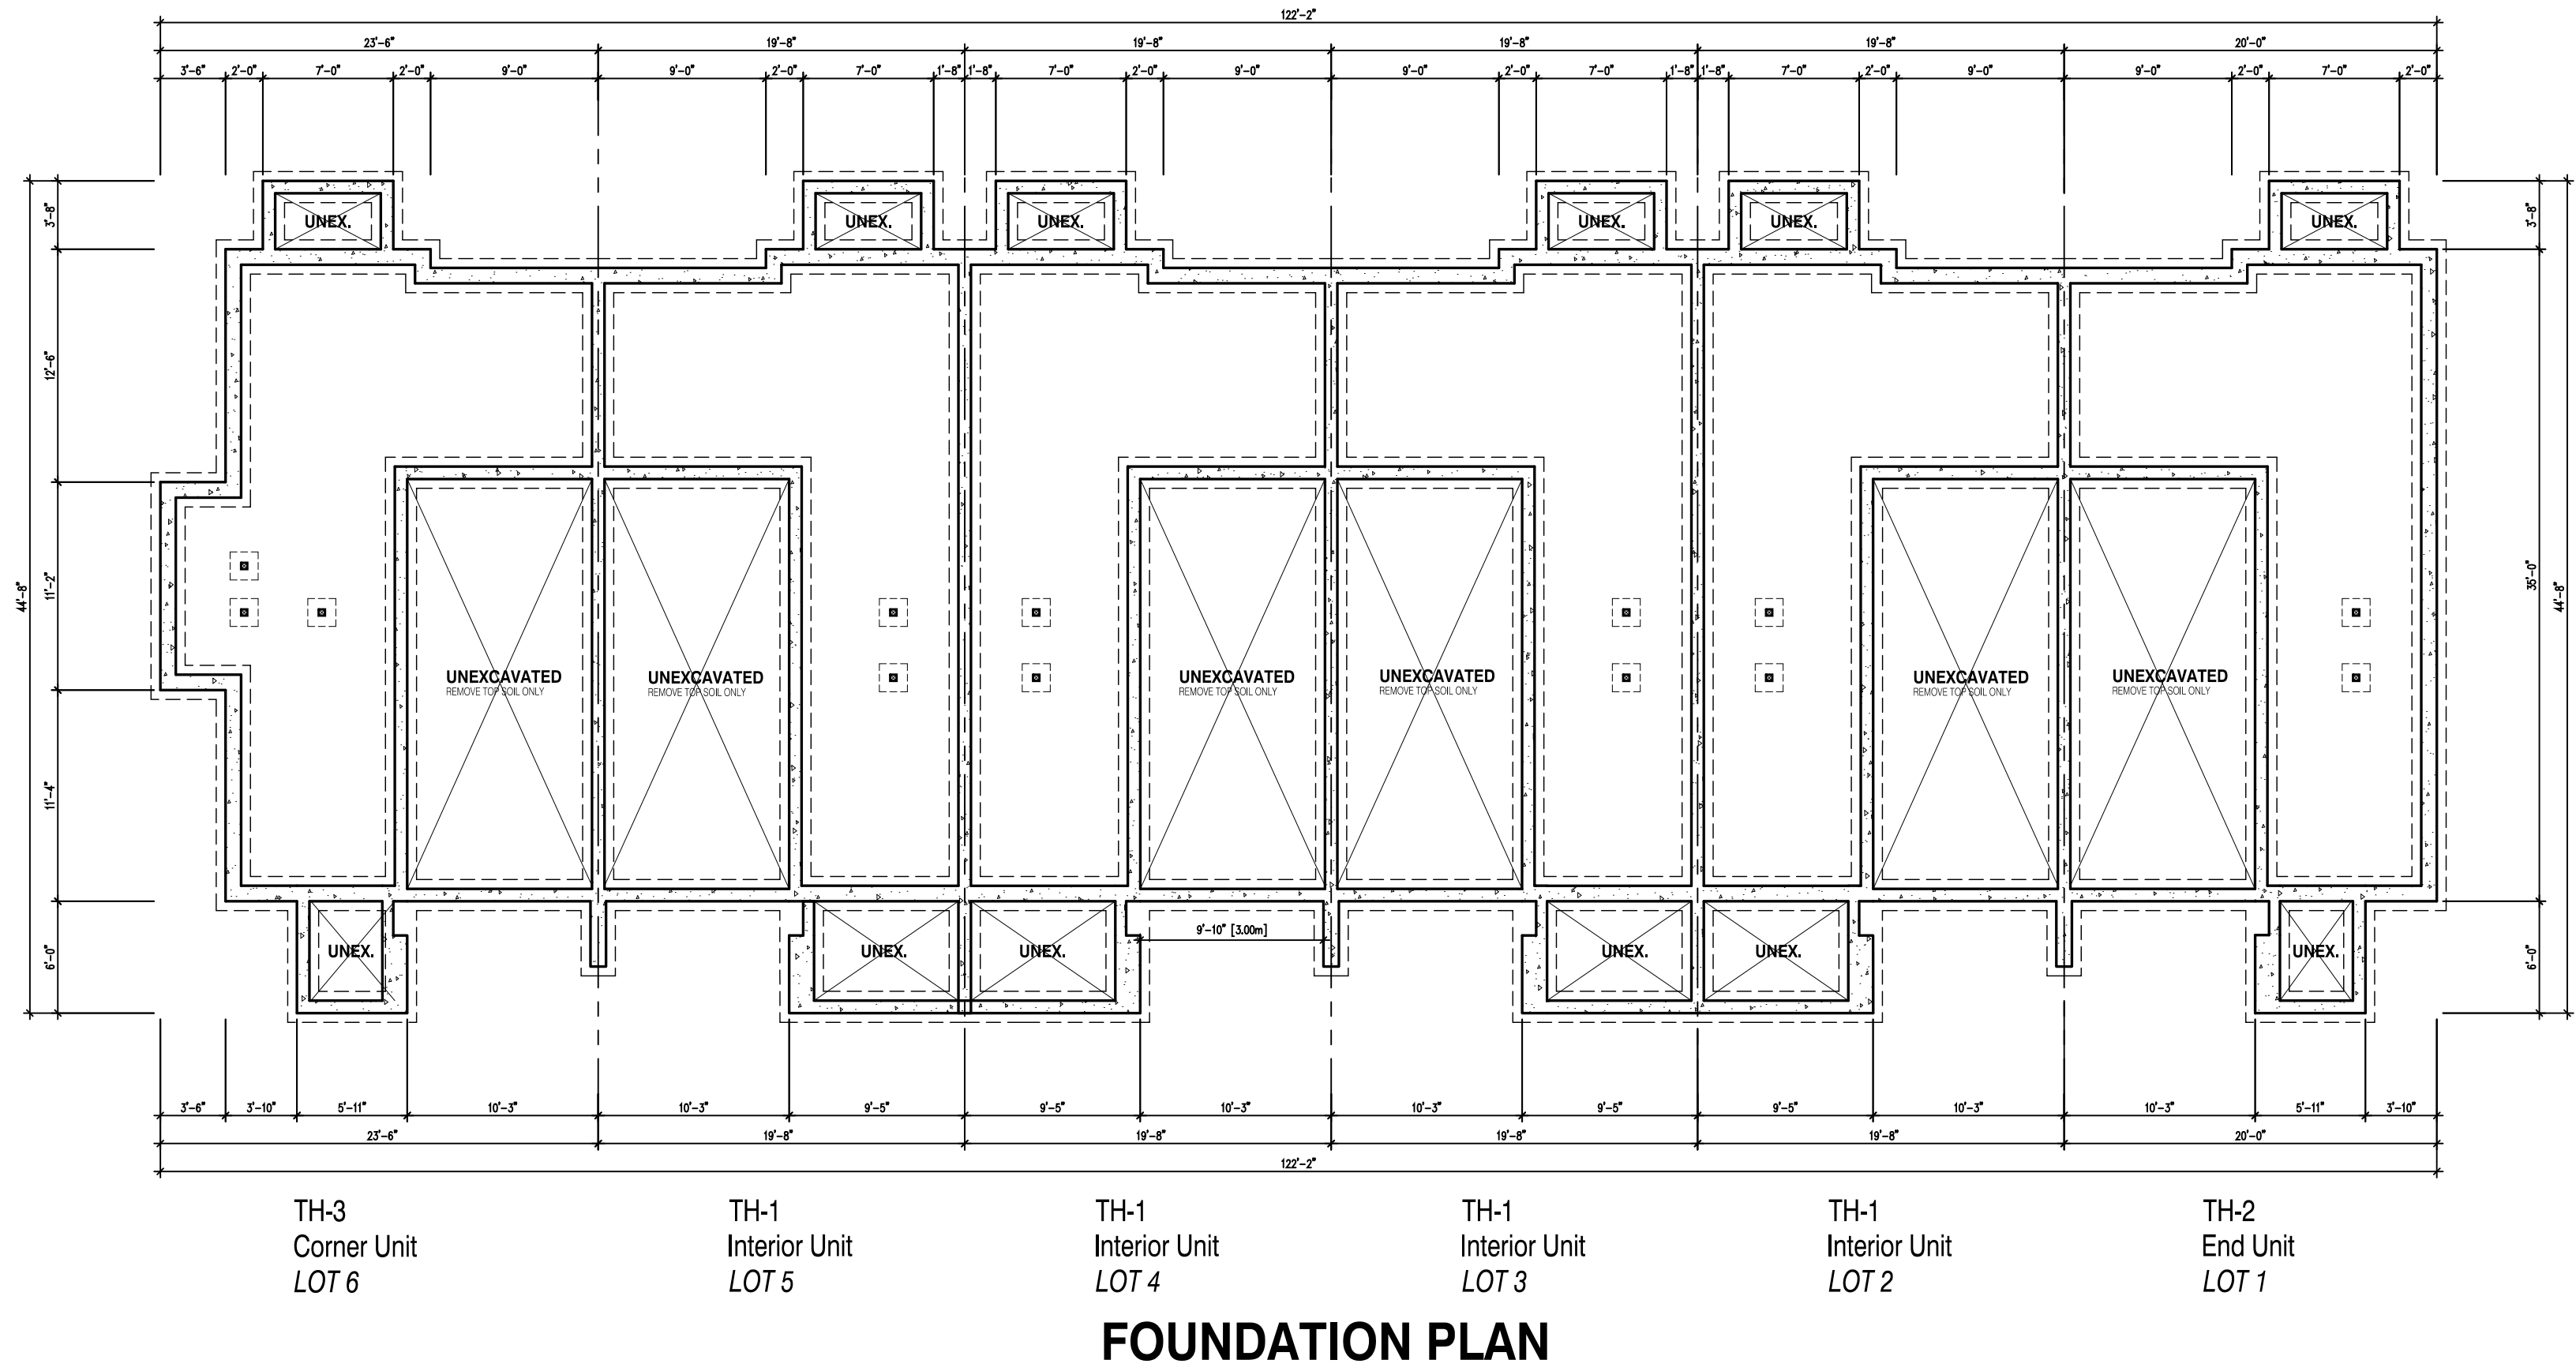 122'-2"
23'-6" 19'-8" 19'-8" 19'-8" 19'-8" 20'-0"
3'-6" 2'-0" 7'-0" 2'-0" 9'-0" 9'-0" 2'-0" 7'-0" 1'-8" 1'-8" 7'-0" 2'-0" 9'-0" 9'-0" 2'-0" 7'-0" 1'-8" 1'-8" 7'-0" 2'-0" 9'-0" 9'-0" 2'-0" 7'-0" 2'-0"
3'-8" UNEX. UNEX. UNEX. UNEX. UNEX. UNEX. 3'-8"
12'-6"
44'-8" 11'-2" 35'-0" 44'-8"
UNEXCAVATED UNEXCAVATED UNEXCAVATED UNEXCAVATED UNEXCAVATED UNEXCAVATED
REMOVE TOP SOIL ONLY REMOVE TOP SOIL ONLY REMOVE TOP SOIL ONLY REMOVE TOP SOIL ONLY REMOVE TOP SOIL ONLY REMOVE TOP SOIL ONLY
11'-4"
9'-10" [3.00m]
6'-0" UNEX. UNEX. UNEX. UNEX. UNEX. UNEX. 6'-0"
3'-6" 3'-10" 5'-11" 10'-3" 10'-3" 9'-5" 9'-5" 10'-3" 10'-3" 9'-5" 9'-5" 10'-3" 10'-3" 5'-11" 3'-10"
23'-6" 19'-8" 19'-8" 19'-8" 19'-8" 20'-0"
122'-2"
TH-3
Corner Unit
LOT 6
TH-1
Interior Unit
LOT 5
TH-1
Interior Unit
LOT 4
TH-1
Interior Unit
LOT 3
TH-1
Interior Unit
LOT 2
TH-2
End Unit
LOT 1
FOUNDATION PLAN